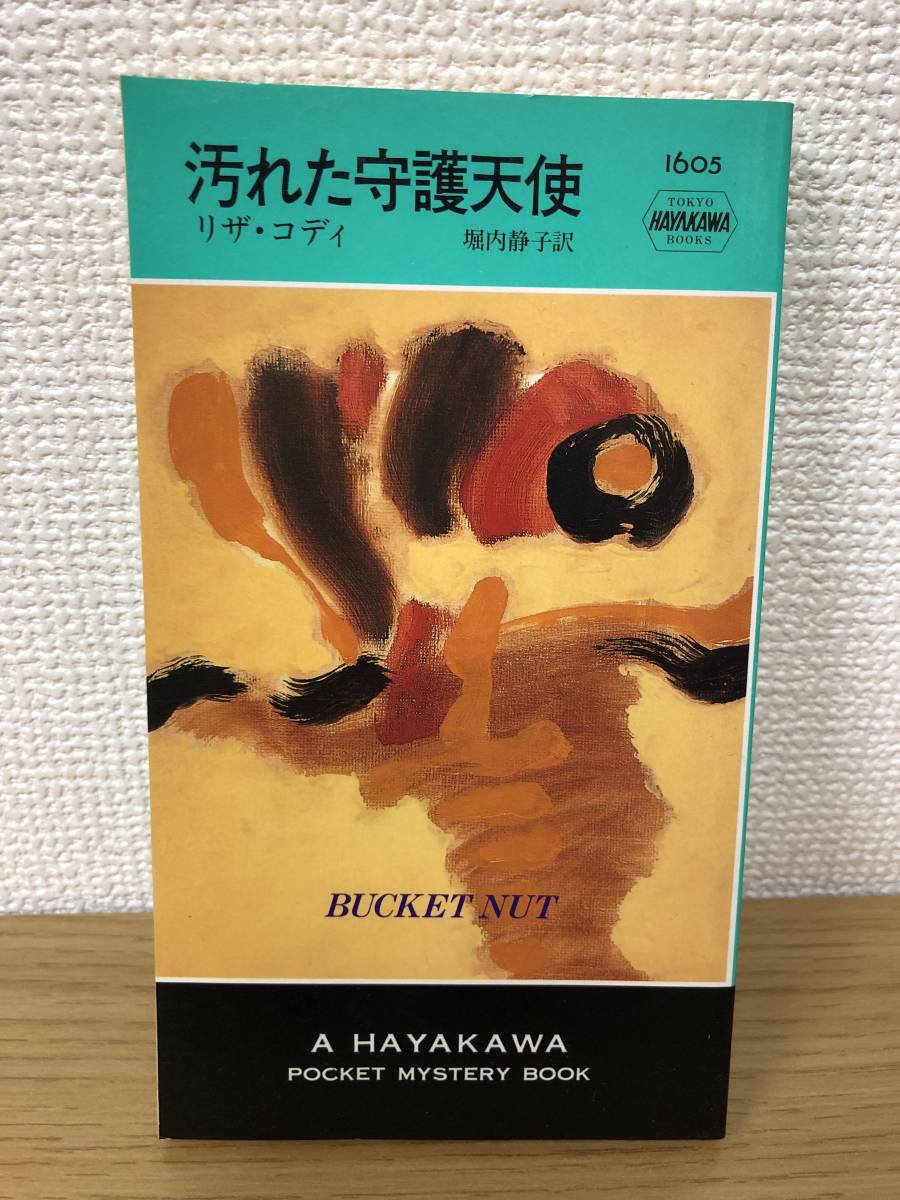 汚れた守護天使
リザ・コディ
堀内静子訳
1605
TOKYO
HAYAKAWA
BOOKS
BUCKET NUT
A HAYAKAWA
POCKET MYSTERY BOOK